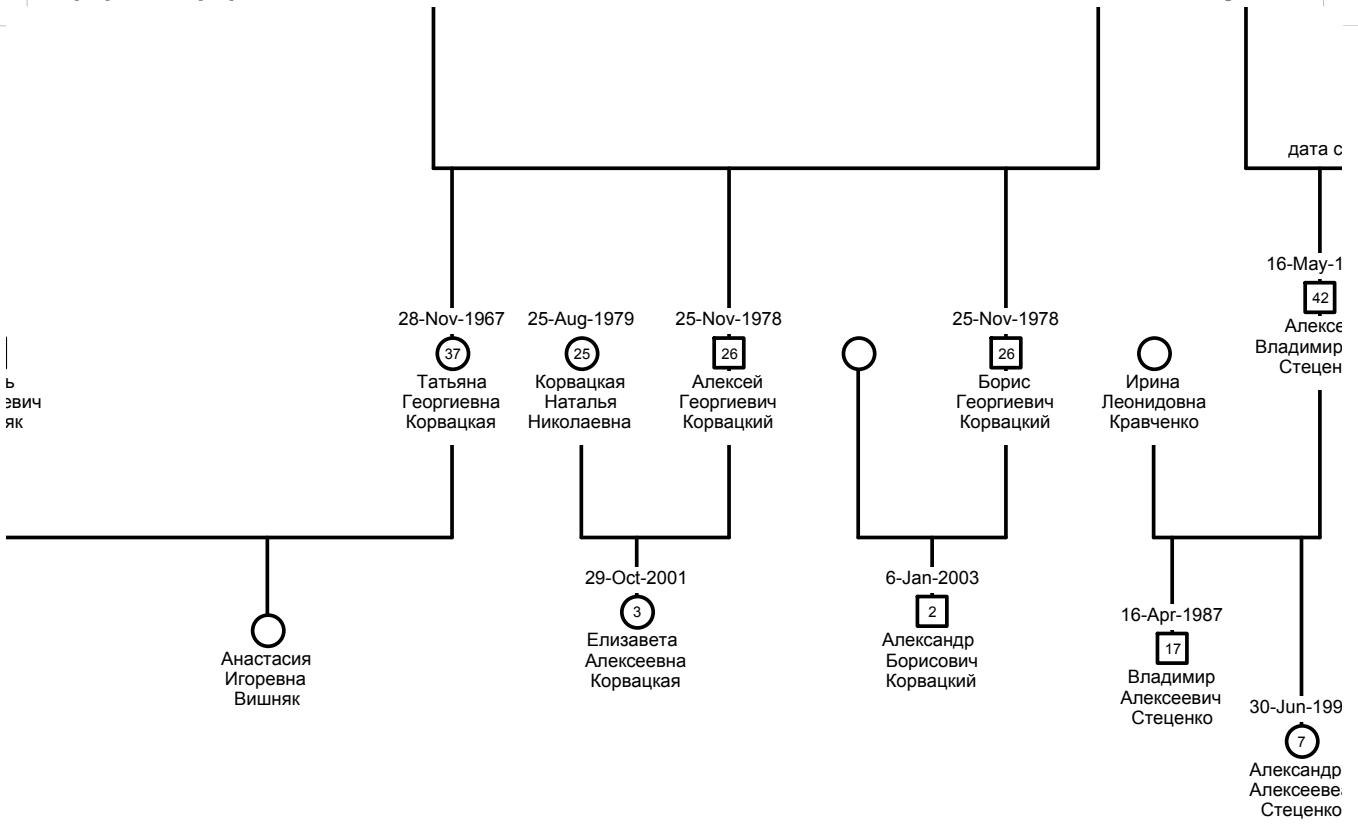 дата с
16-May-1
42
Алексе
Владимир
Стецен
28-Nov-1967
37
Татьяна
Георгиевна
Корвацкая
25-Aug-1979
25
Корвацкая
Наталья
Николаевна
25-Nov-1978
26
Алексей
Георгиевич
Корвацкий
25-Nov-1978
26
Борис
Георгиевич
Корвацкий
Ирина
Леонидовна
Кравченко
ь
евич
як
Анастасия
Игоревна
Вишняк
29-Oct-2001
3
Елизавета
Алексеевна
Корвацкая
6-Jan-2003
2
Александр
Борисович
Корвацкий
16-Apr-1987
17
Владимир
Алексеевич
Стеценко
30-Jun-199
7
Александр
Алексееве
Стеценко